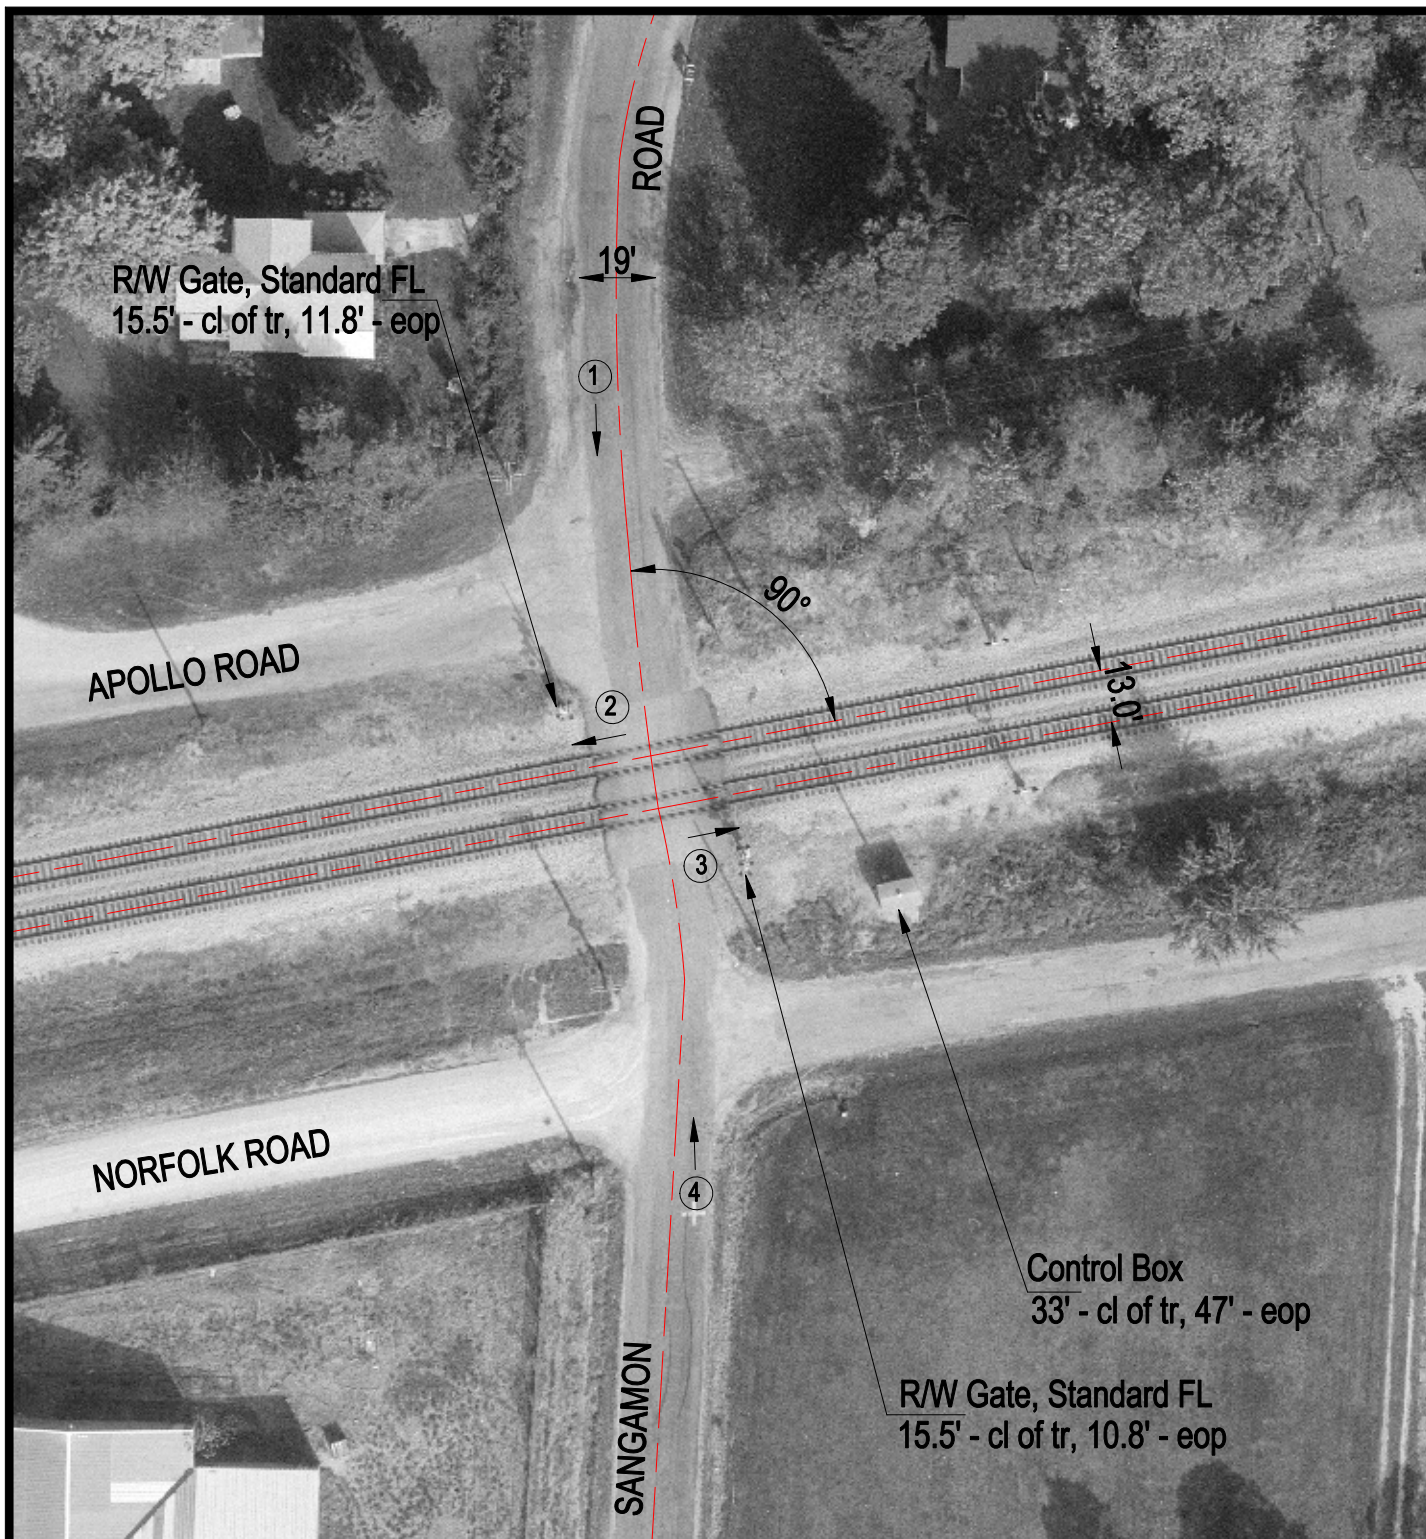 ROAD
19'
R/W Gate, Standard FL
15.5' - cl of tr, 11.8' - eop
1
90°
APOLLO ROAD
13.0'
2
3
NORFOLK ROAD
4
Control Box
33' - cl of tr, 47' - eop
SANGAMON
R/W Gate, Standard FL
15.5' - cl of tr, 10.8' - eop